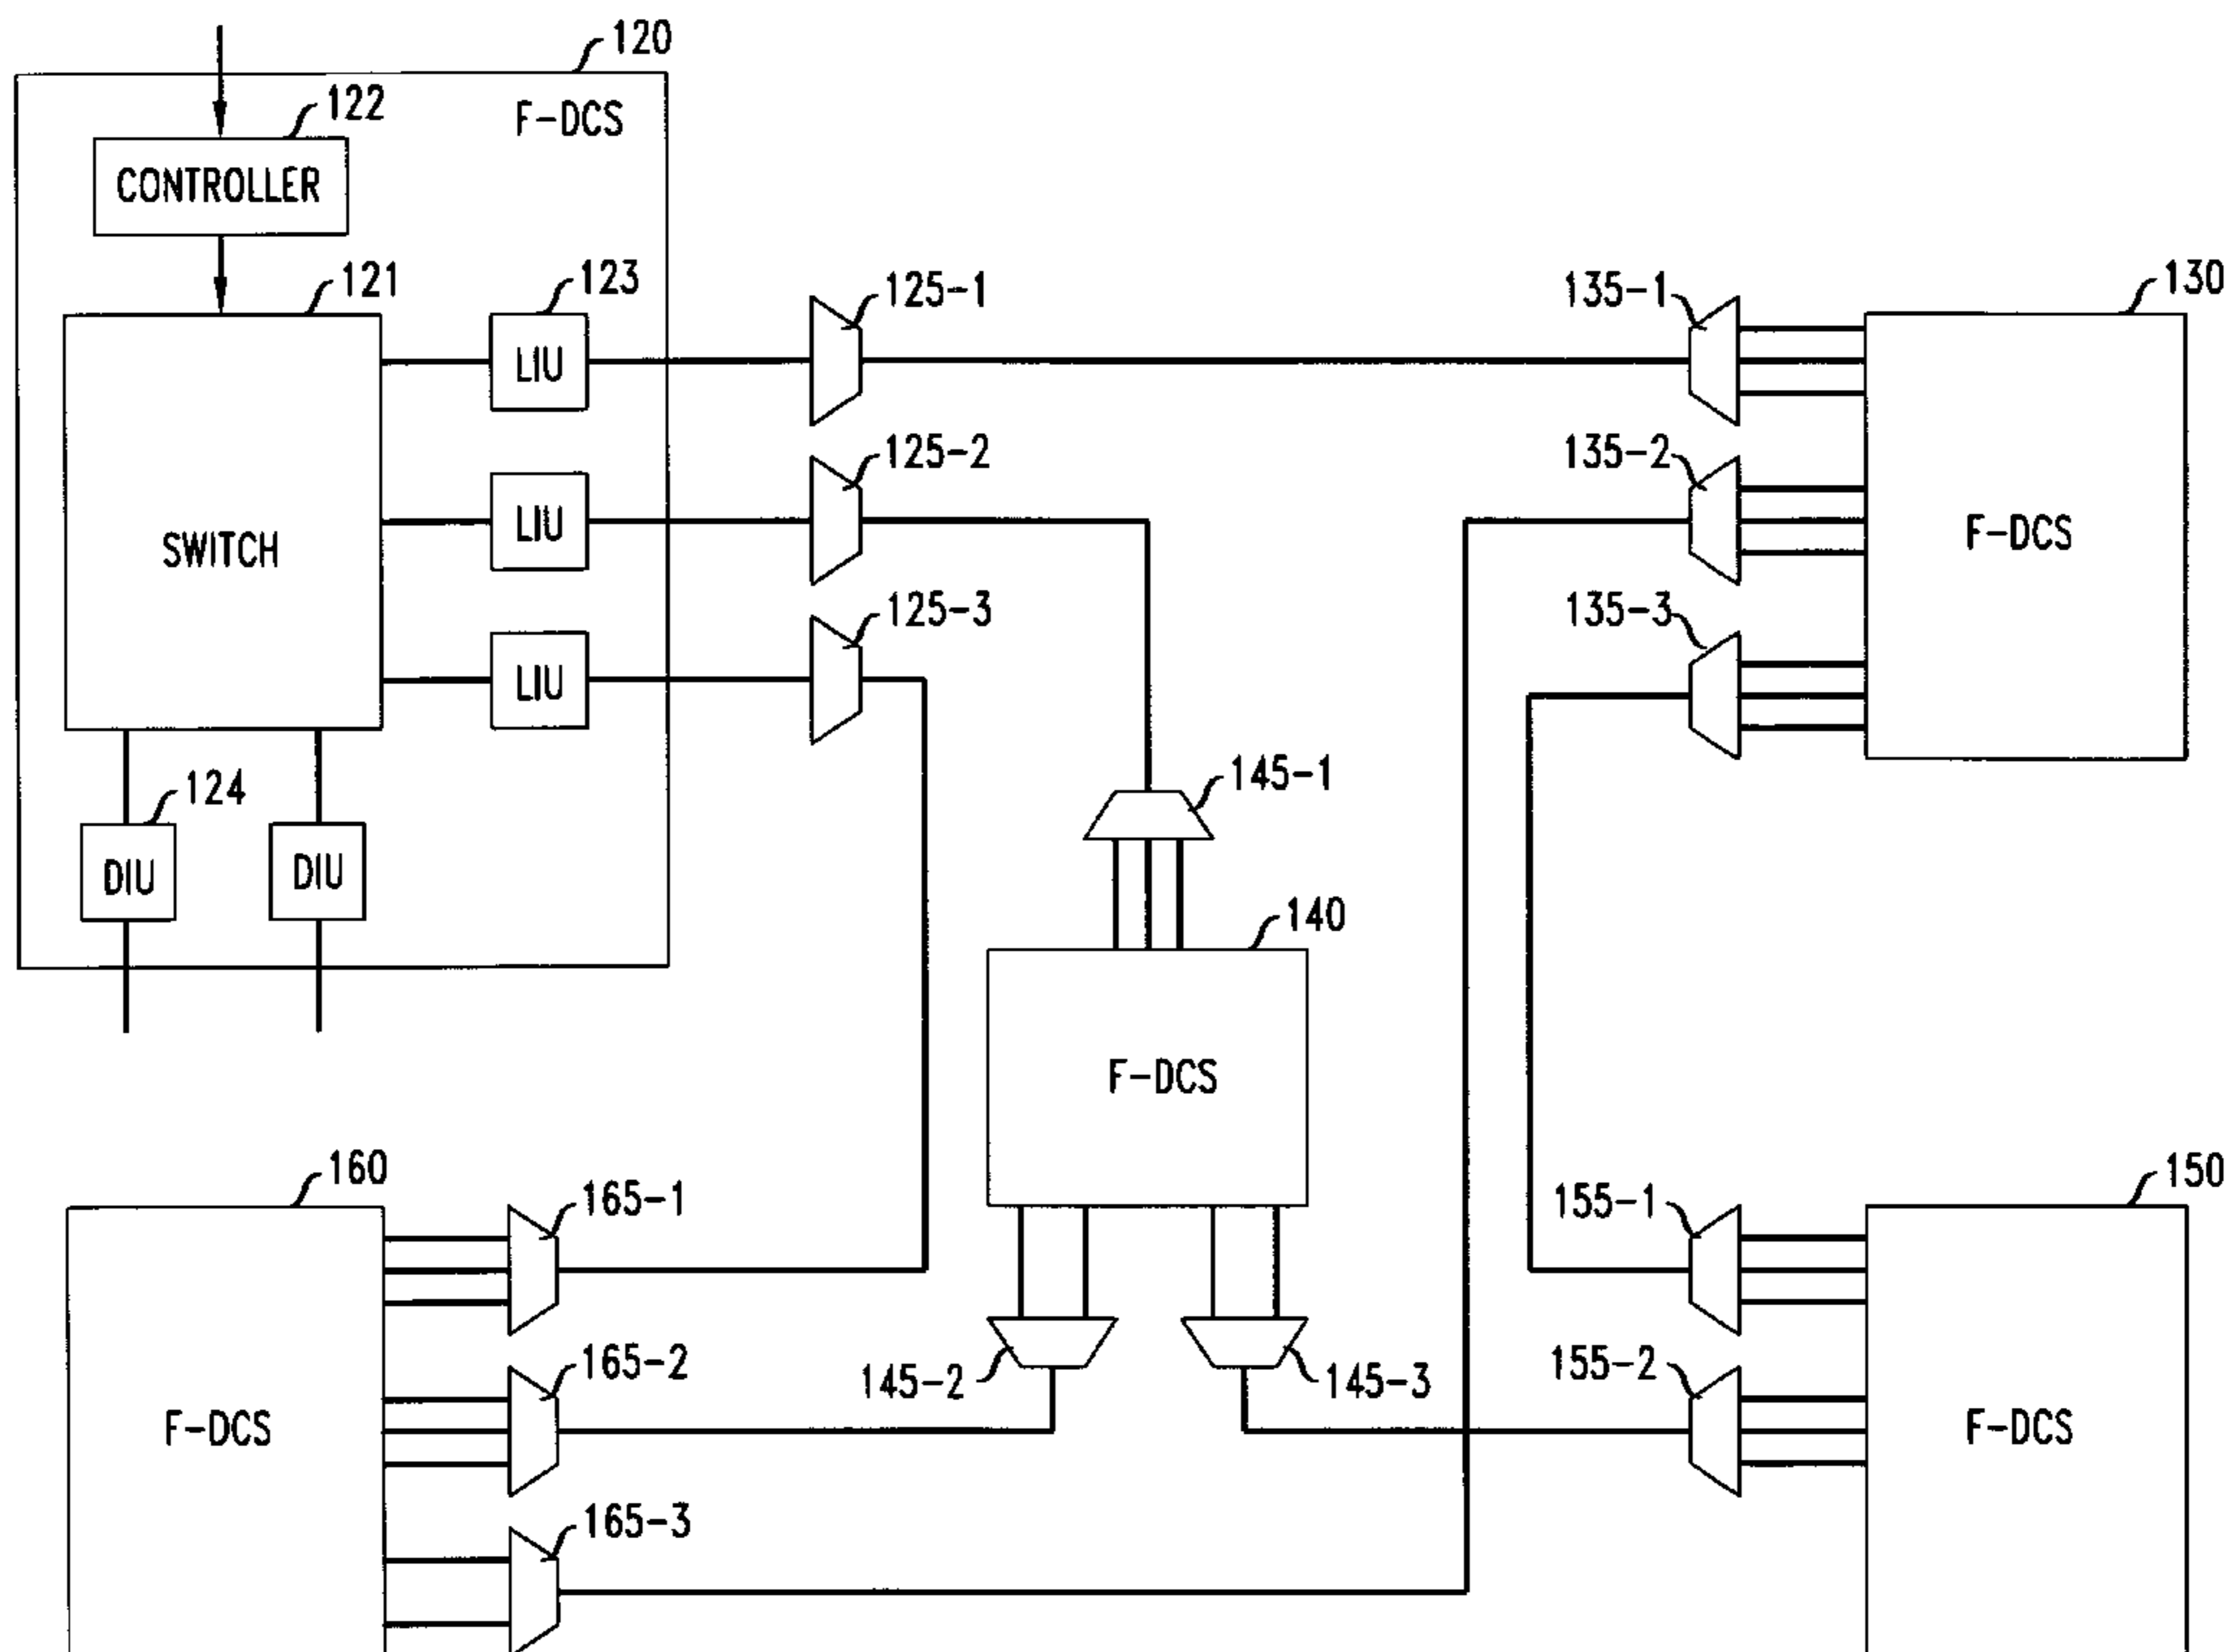 120
F-DCS
122
CONTROLLER
121
123
125-1
135-1
130
LIU
125-2
135-2
SWITCH
LIU
F-DCS
125-3
135-3
LIU
124
145-1
DIU
DIU
140
F-DCS
160
165-1
155-1
150
165-2
145-2
145-3
155-2
F-DCS
F-DCS
165-3